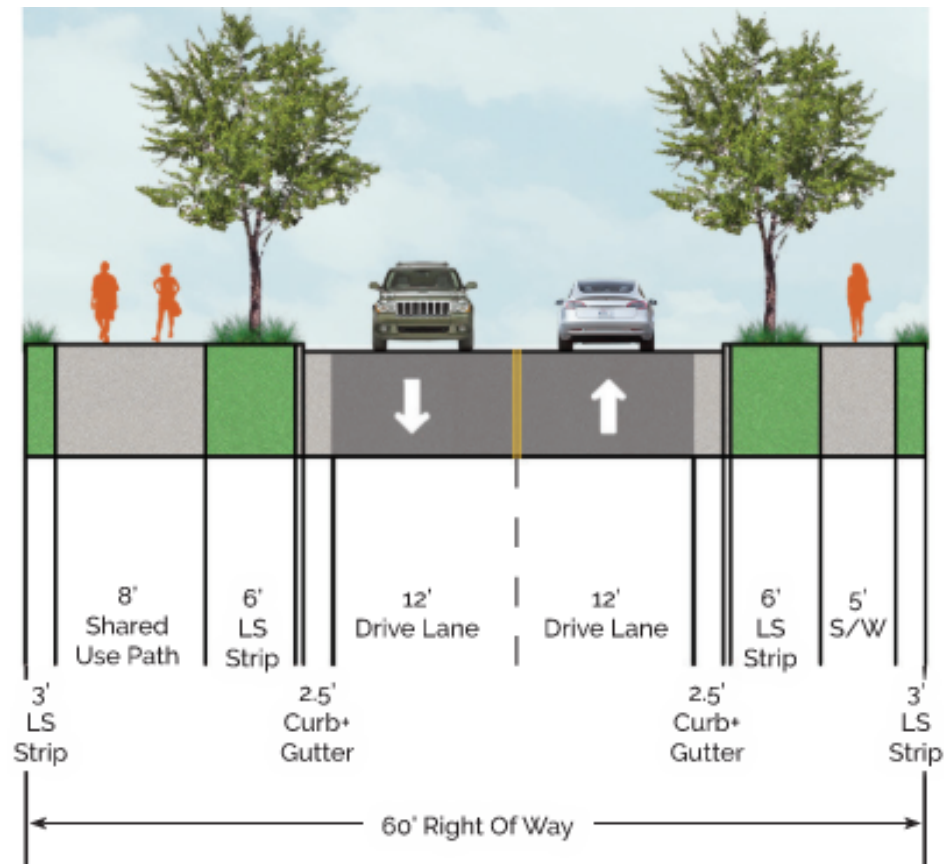 8'
Shared
Use Path
6'
LS
Strip
12'
Drive Lane
12'
Drive Lane
6'
LS
Strip
5'
S/W
3'
LS
Strip
2.5'
Curb+
Gutter
2.5'
Curb+
Gutter
3'
LS
Strip
60' Right Of Way